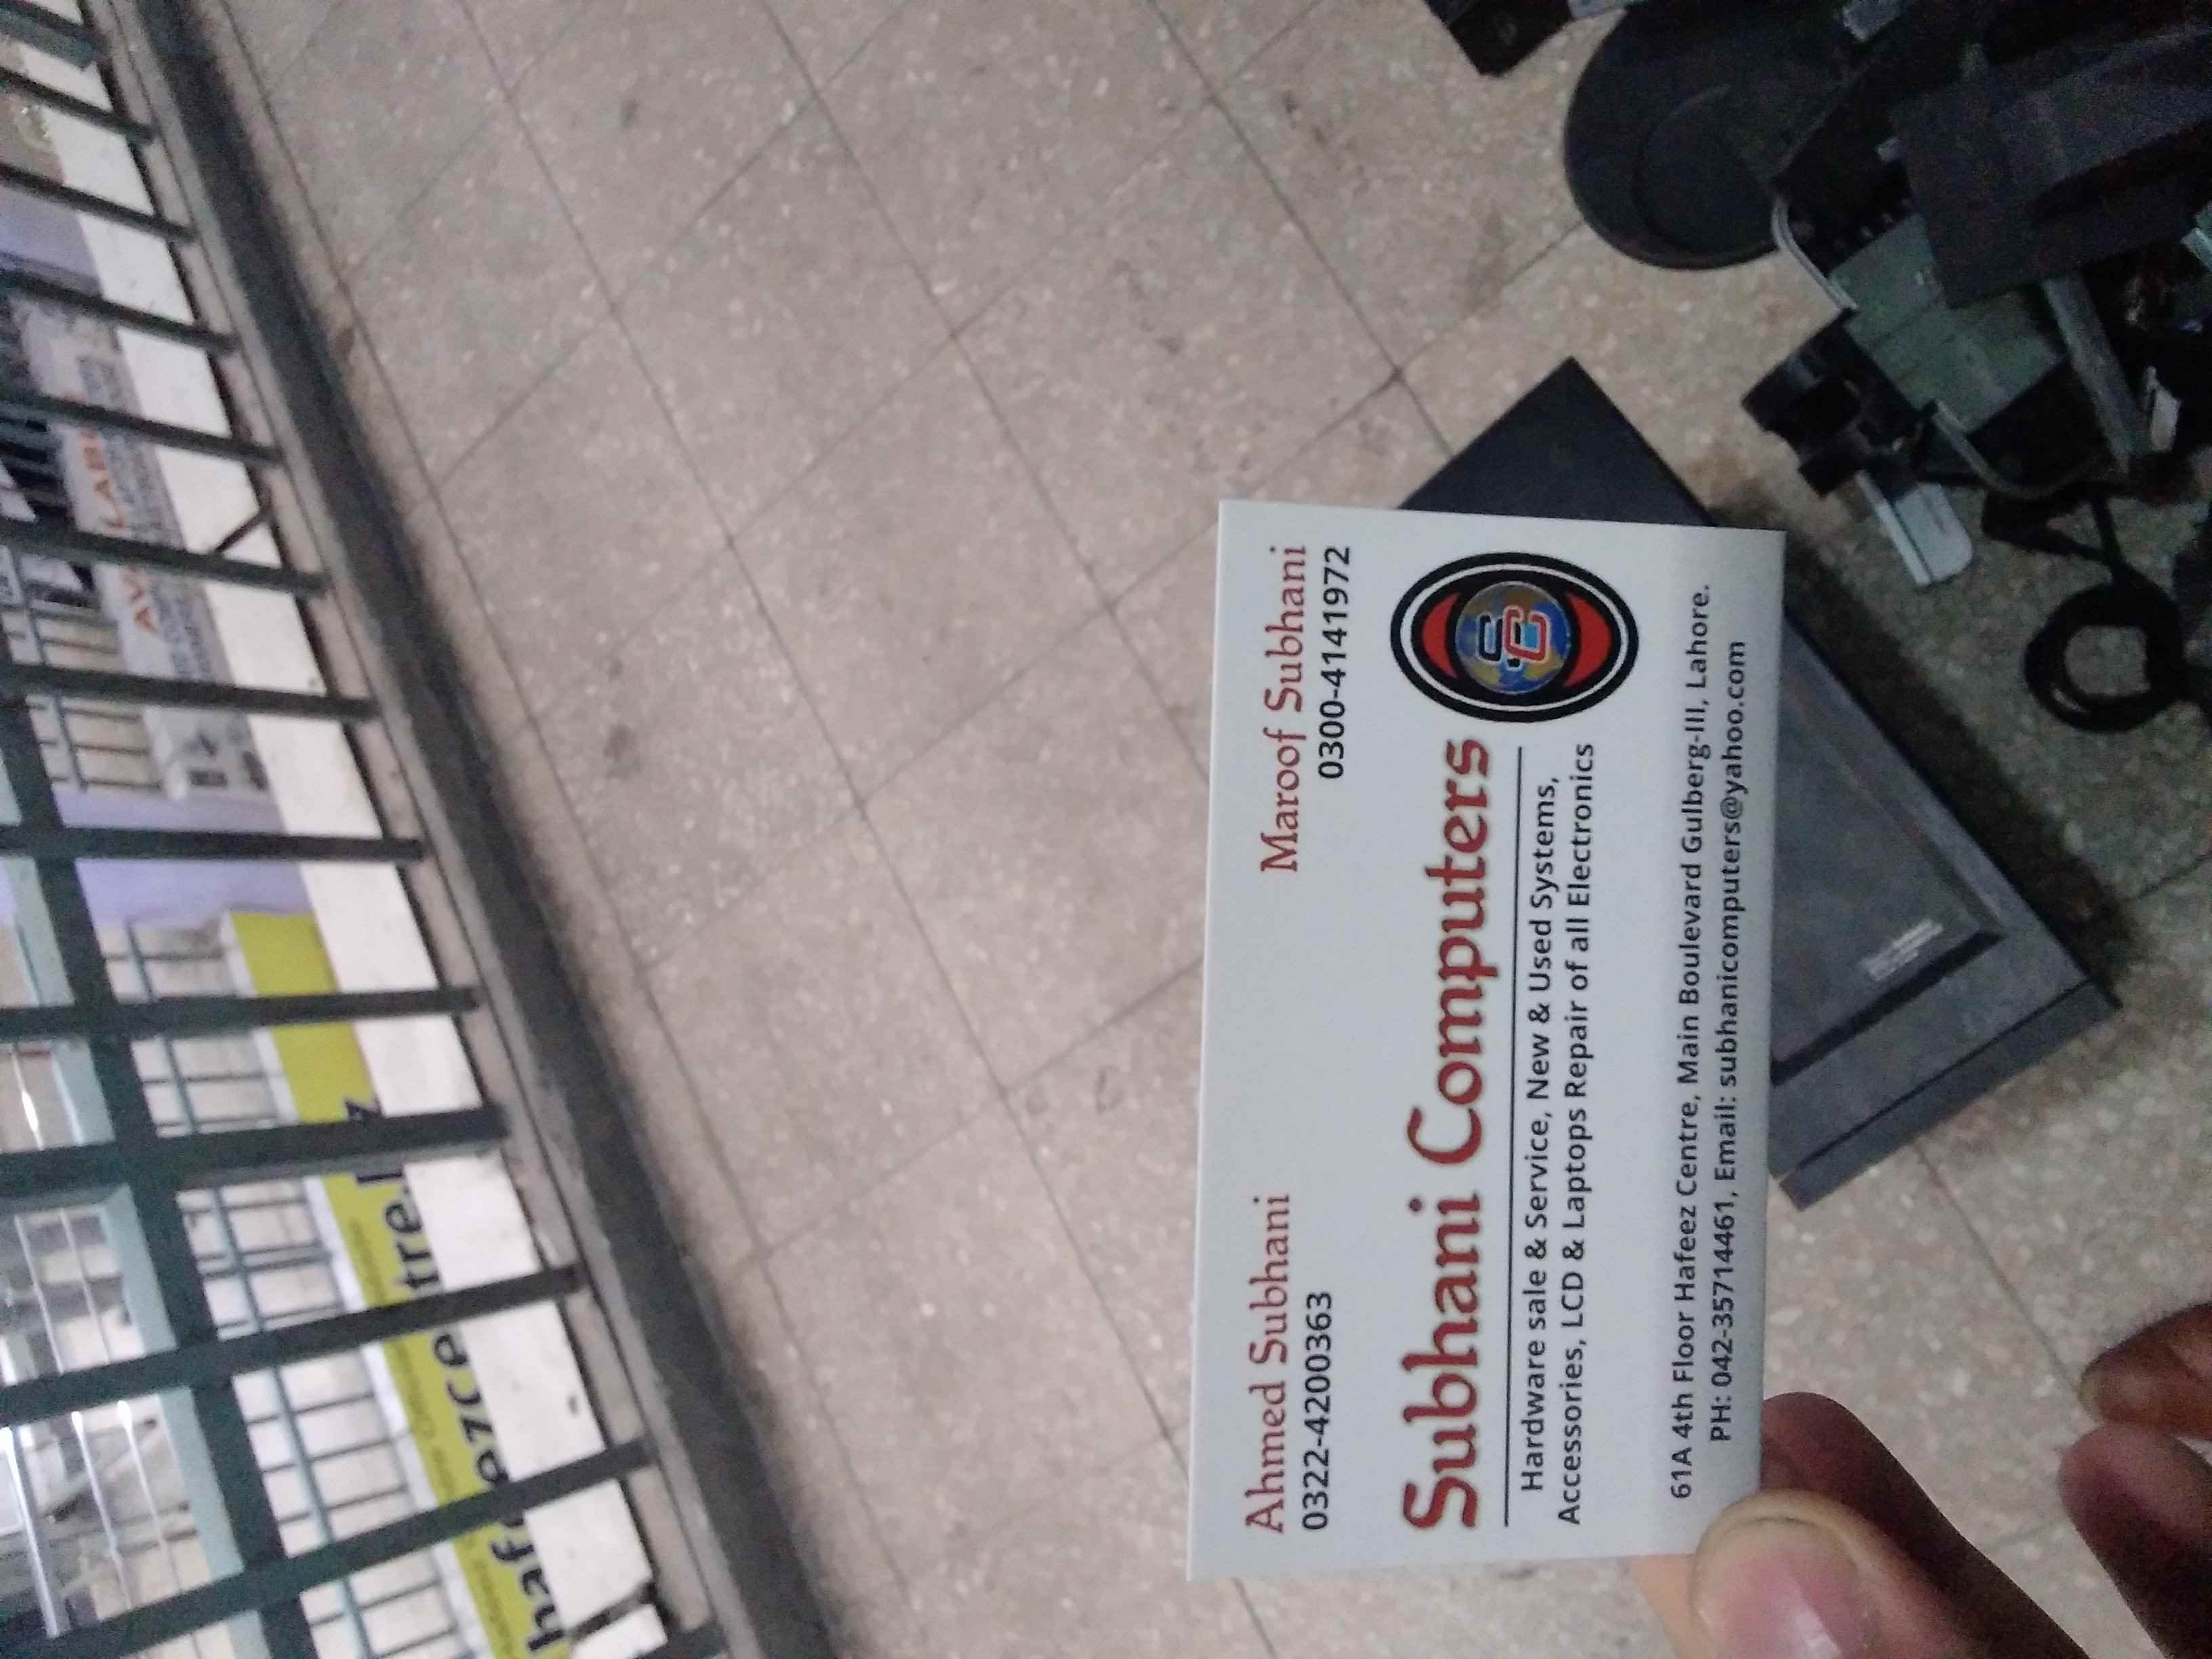 hafeezcentre.biz
AVAILABLE
Ahmed Subhani
0322-4200363
Maroof Subhani
0300-4141972
Subhani Computers
SC
Hardware sale & Service, New & Used Systems,
Accessories, LCD & Laptops Repair of all Electronics
61A 4th Floor Hafeez Centre, Main Boulevard Gulberg-III, Lahore.
PH: 042-35714461, Email: subhanicomputers@yahoo.com